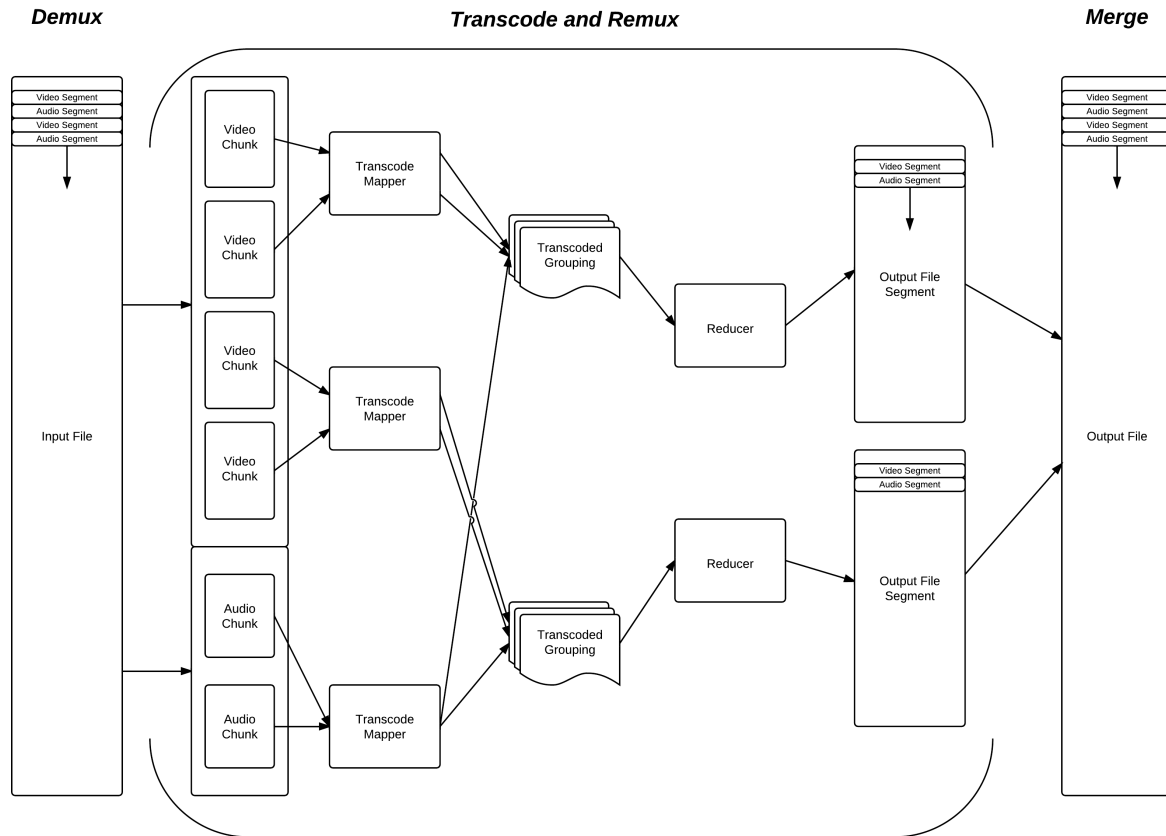 Demux
Transcode and Remux
Merge
Video Segment
Audio Segment
Video Segment
Audio Segment
Input File
Video
Chunk
Video
Chunk
Video
Chunk
Video
Chunk
Audio
Chunk
Audio
Chunk
Transcode
Mapper
Transcode
Mapper
Transcode
Mapper
Transcoded
Grouping
Transcoded
Grouping
Reducer
Reducer
Video Segment
Audio Segment
Output File
Segment
Video Segment
Audio Segment
Output File
Segment
Video Segment
Audio Segment
Video Segment
Audio Segment
Output File